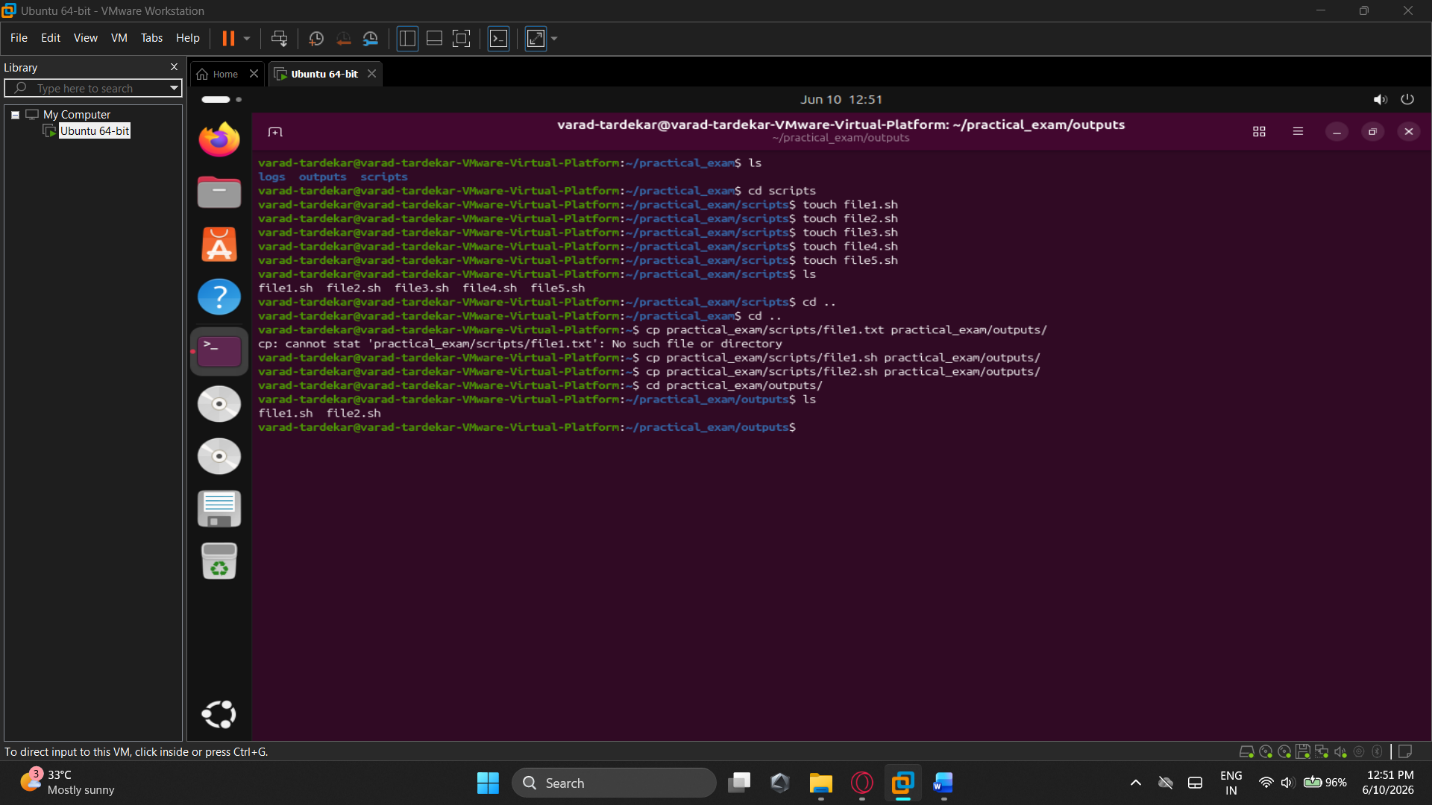 Ubuntu 64-bit - VMware Workstation
File Edit View VM Tabs Help
Library
Type here to search
My Computer
Ubuntu 64-bit
Home
Ubuntu 64-bit
Jun 10 12:51
varad-tardekar@varad-tardekar-VMware-Virtual-Platform: ~/practical_exam/outputs
~/practical_exam/outputs
varad-tardekar@varad-tardekar-VMware-Virtual-Platform:~/practical_exam$ ls
logs outputs scripts
varad-tardekar@varad-tardekar-VMware-Virtual-Platform:~/practical_exam$ cd scripts
varad-tardekar@varad-tardekar-VMware-Virtual-Platform:~/practical_exam/scripts$ touch file1.sh
varad-tardekar@varad-tardekar-VMware-Virtual-Platform:~/practical_exam/scripts$ touch file2.sh
varad-tardekar@varad-tardekar-VMware-Virtual-Platform:~/practical_exam/scripts$ touch file3.sh
varad-tardekar@varad-tardekar-VMware-Virtual-Platform:~/practical_exam/scripts$ touch file4.sh
varad-tardekar@varad-tardekar-VMware-Virtual-Platform:~/practical_exam/scripts$ touch file5.sh
varad-tardekar@varad-tardekar-VMware-Virtual-Platform:~/practical_exam/scripts$ ls
file1.sh file2.sh file3.sh file4.sh file5.sh
varad-tardekar@varad-tardekar-VMware-Virtual-Platform:~/practical_exam/scripts$ cd ..
varad-tardekar@varad-tardekar-VMware-Virtual-Platform:~/practical_exam$ cd ..
varad-tardekar@varad-tardekar-VMware-Virtual-Platform:~$ cp practical_exam/scripts/file1.txt practical_exam/outputs/
cp: cannot stat 'practical_exam/scripts/file1.txt': No such file or directory
varad-tardekar@varad-tardekar-VMware-Virtual-Platform:~$ cp practical_exam/scripts/file1.sh practical_exam/outputs/
varad-tardekar@varad-tardekar-VMware-Virtual-Platform:~$ cp practical_exam/scripts/file2.sh practical_exam/outputs/
varad-tardekar@varad-tardekar-VMware-Virtual-Platform:~$ cd practical_exam/outputs/
varad-tardekar@varad-tardekar-VMware-Virtual-Platform:~/practical_exam/outputs$ ls
file1.sh file2.sh
varad-tardekar@varad-tardekar-VMware-Virtual-Platform:~/practical_exam/outputs$
To direct input to this VM, click inside or press Ctrl+G.
3
33°C
Mostly sunny
Search
ENG
IN
96%
12:51 PM
6/10/2026